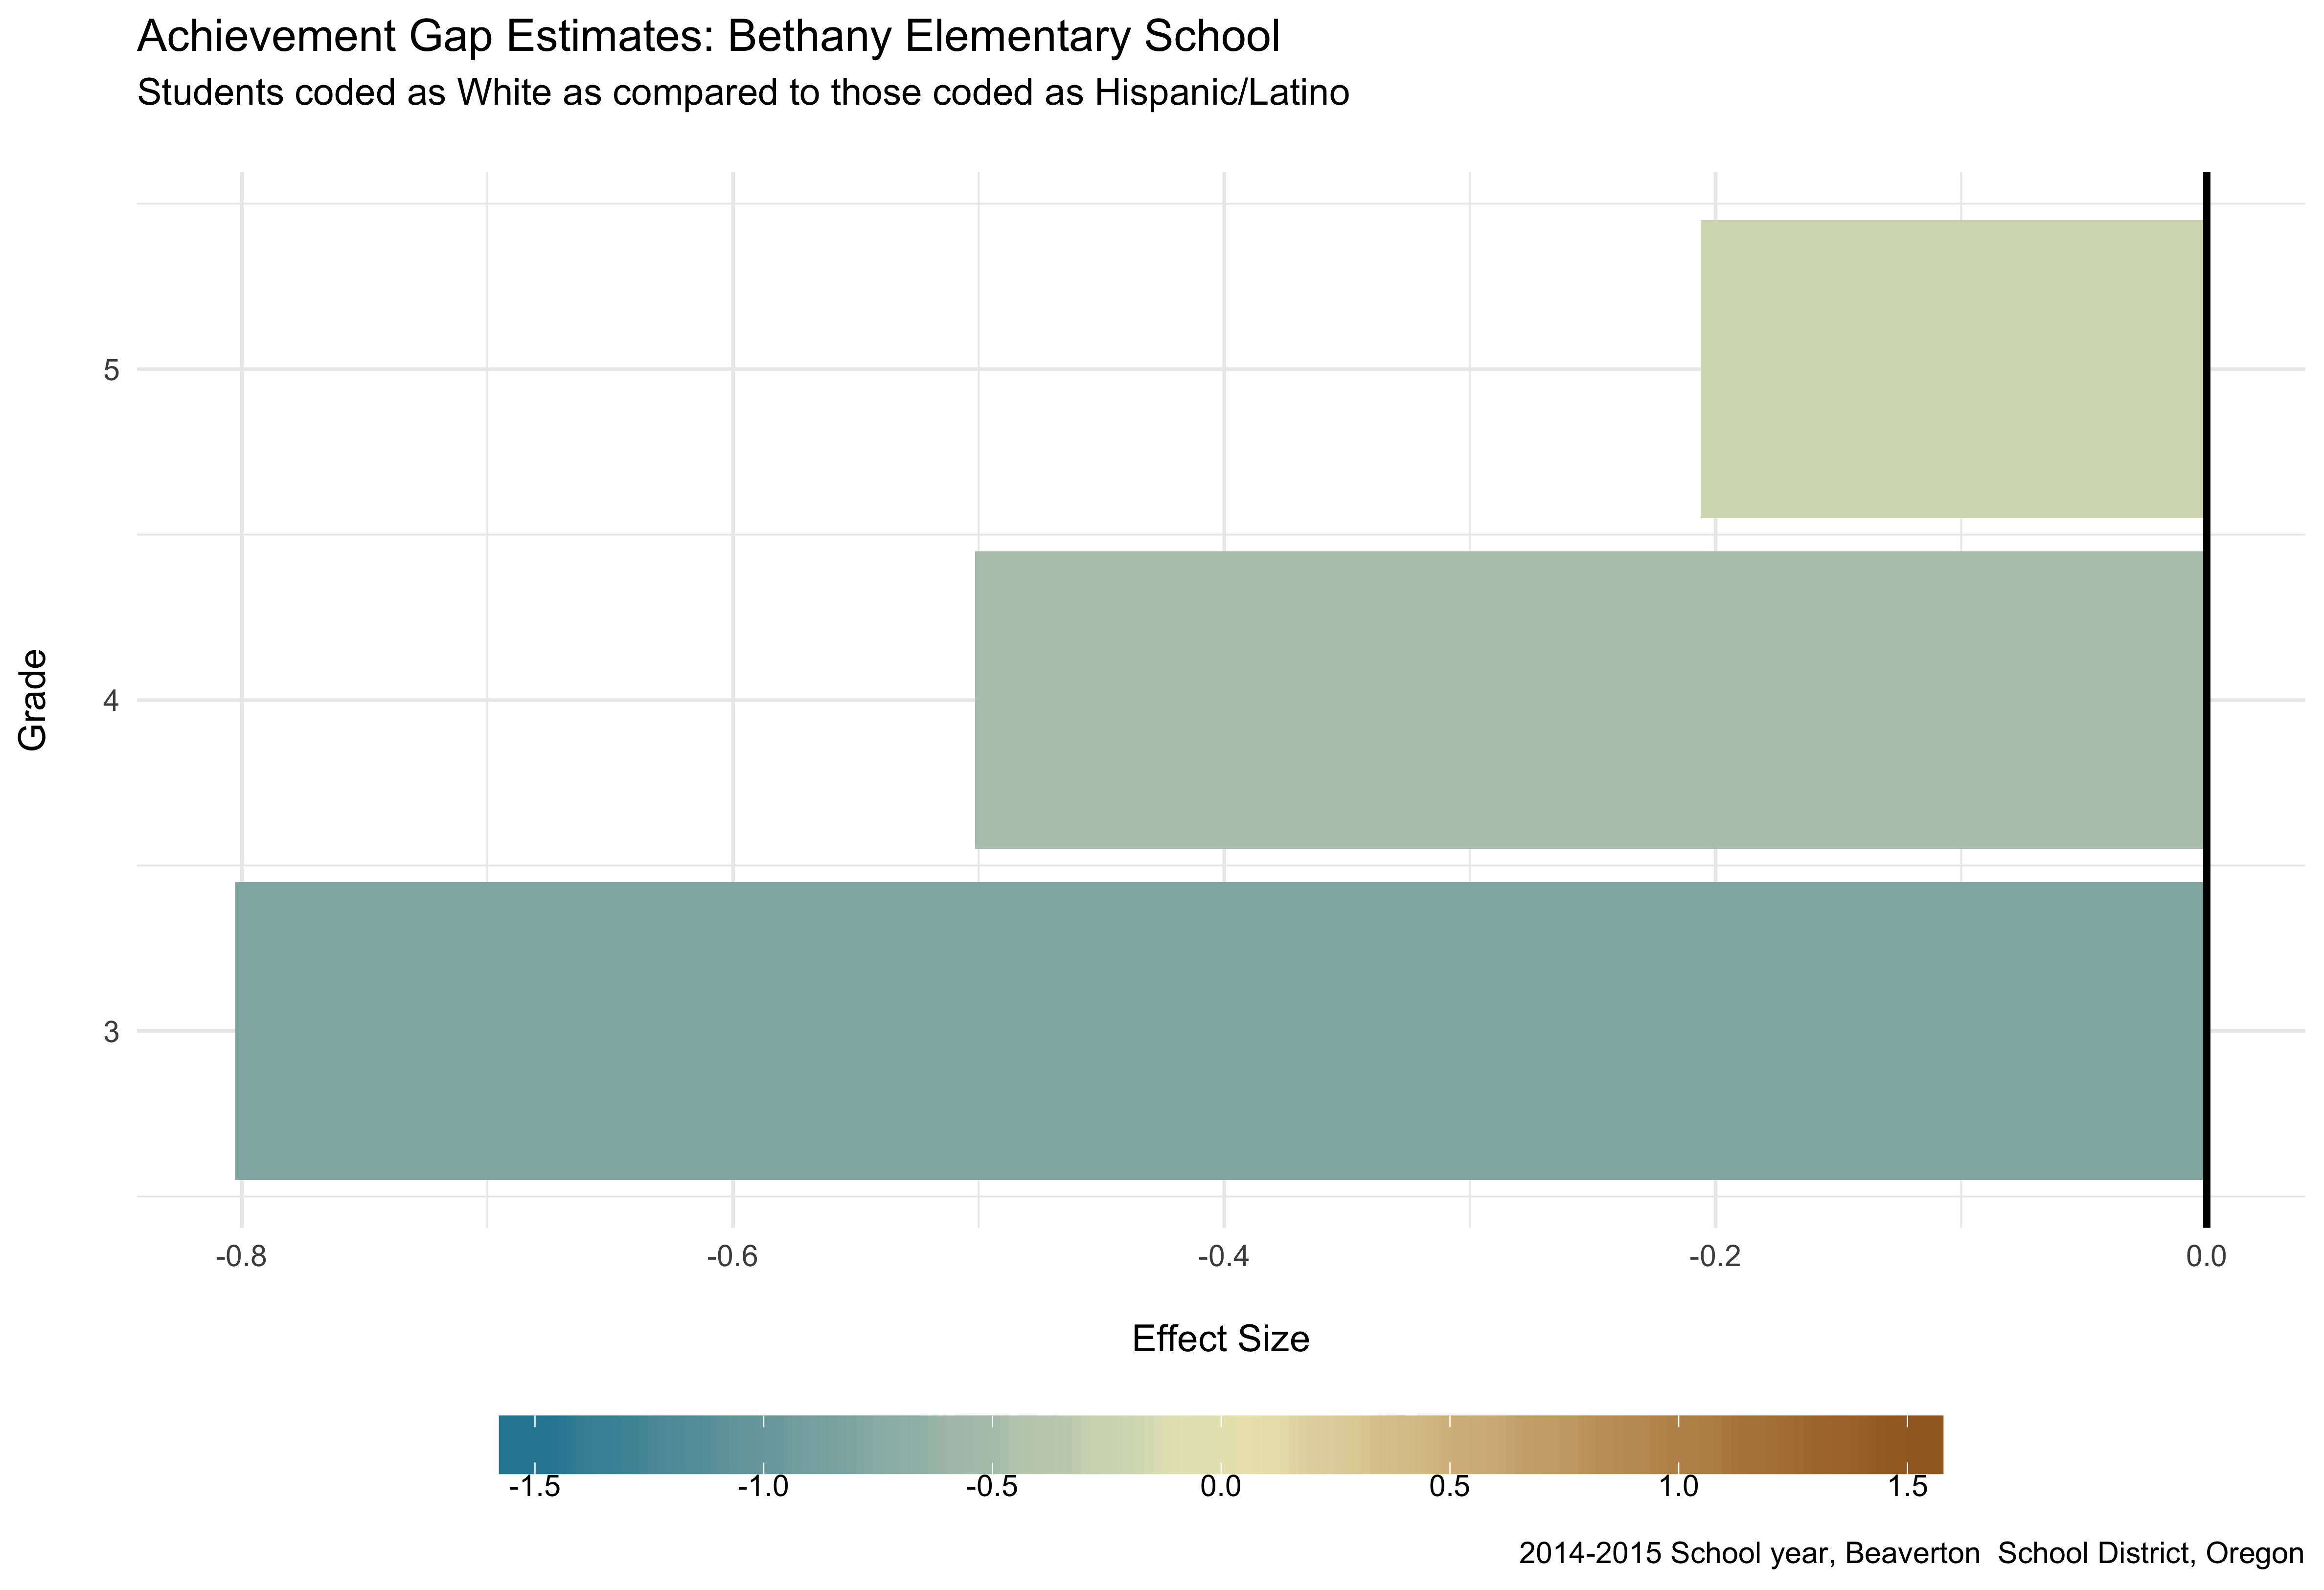 Achievement Gap Estimates: Bethany Elementary School
Students coded as White as compared to those coded as Hispanic/Latino
Grade
5
4
3
-0.8 -0.6 -0.4 -0.2 0.0
Effect Size
-1.5 -1.0 -0.5 0.0 0.5 1.0 1.5
2014-2015 School year, Beaverton  School District, Oregon